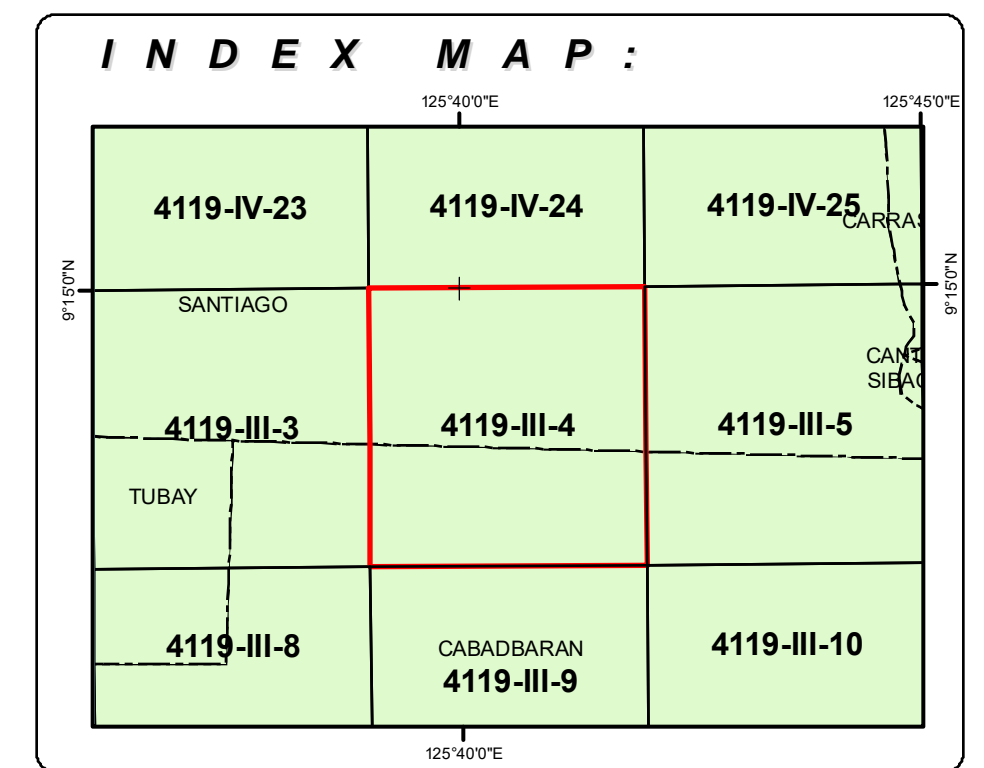 INDEX MAP:
125°40'0"E
125°45'0"E
4119-IV-23
4119-IV-24
4119-IV-25
CARRAS
9°15'0"N
9°15'0"N
SANTIAGO
SIBAG
4119-III-3
4119-III-4
4119-III-5
TUBAY
4119-III-8
CABADBARAN
4119-III-9
4119-III-10
125°40'0"E